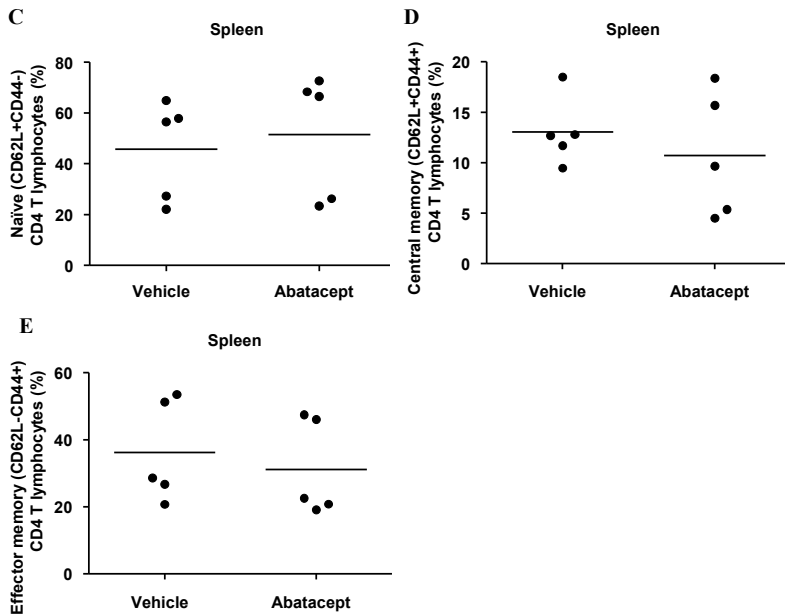 C
Spleen
Naïve (CD62L+CD44-)
CD4 T lymphocytes (%)
80
60
40
20
0
Vehicle
Abatacept
D
Spleen
Central memory (CD62L+CD44+)
CD4 T lymphocytes (%)
20
15
10
5
0
Vehicle
Abatacept
E
Spleen
Effector memory (CD62L-CD44+)
CD4 T lymphocytes (%)
60
40
20
0
Vehicle
Abatacept